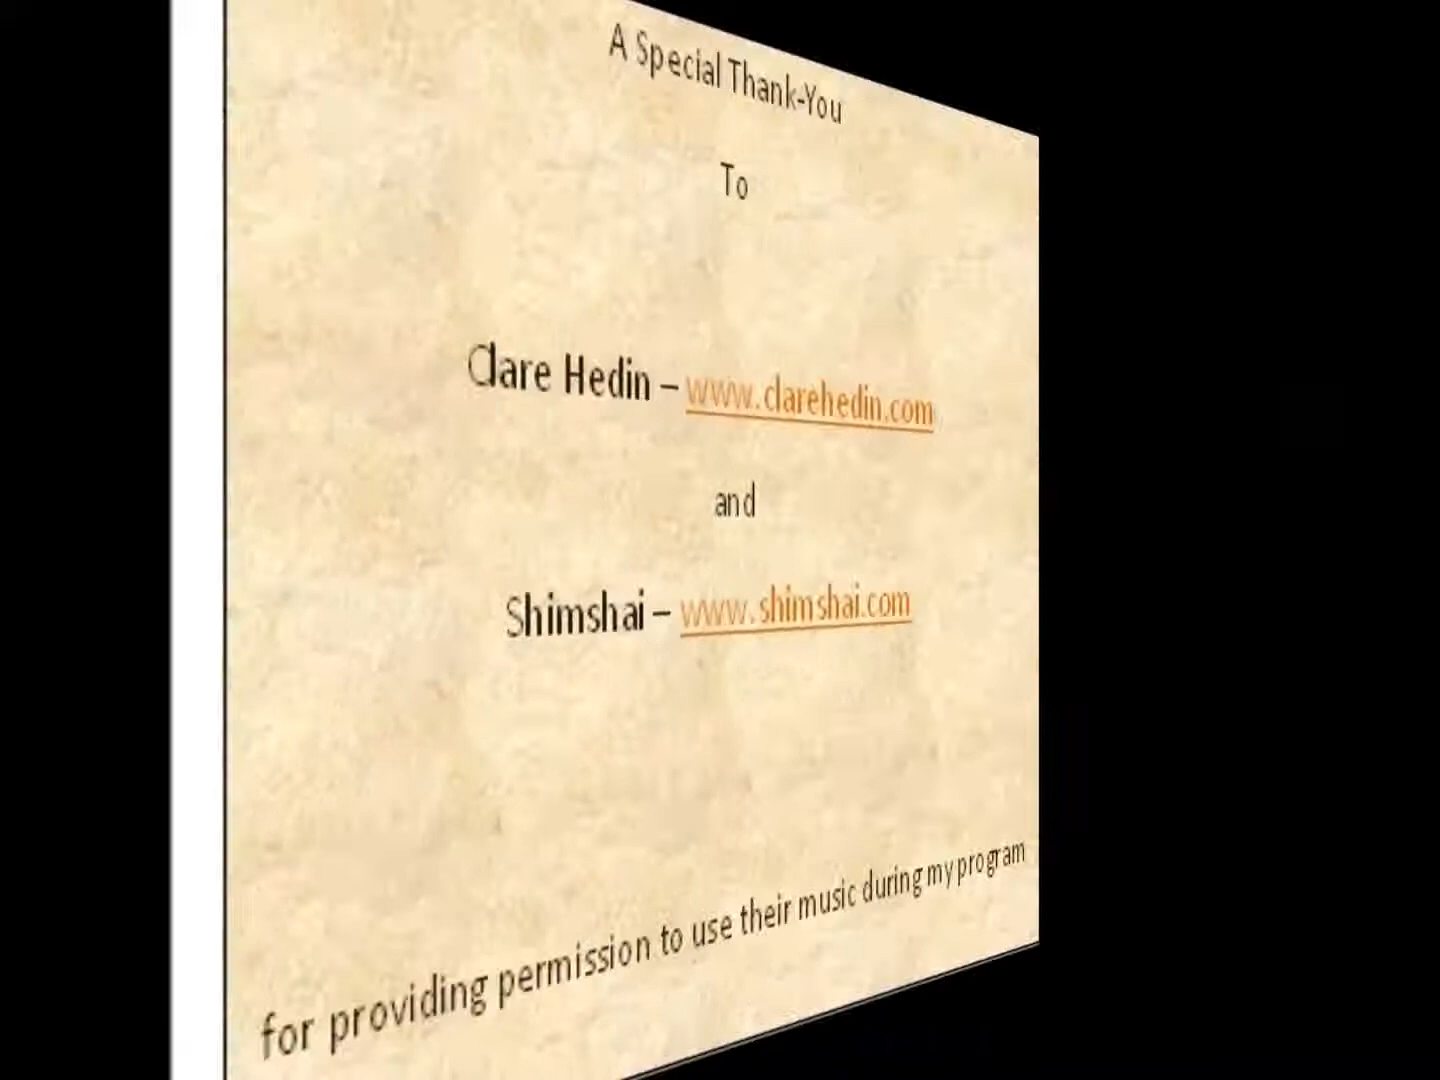 A Special Thank-You
To
Clare Hedin – www.clarehedin.com
and
Shimshai – www.shimshai.com
for providing permission to use their music during my program